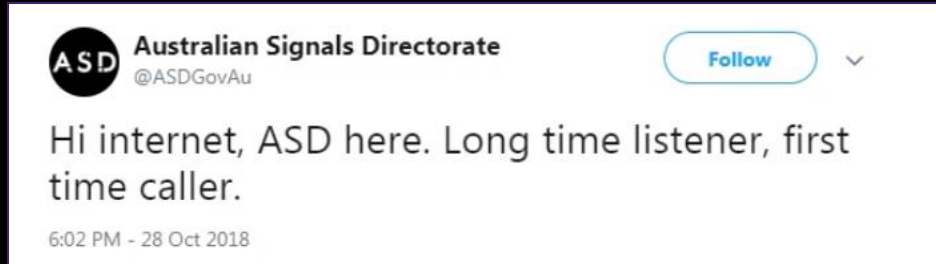 ASD
Australian Signals Directorate
@ASDGovAu
Follow
Hi internet, ASD here. Long time listener, first
time caller.
6:02 PM - 28 Oct 2018